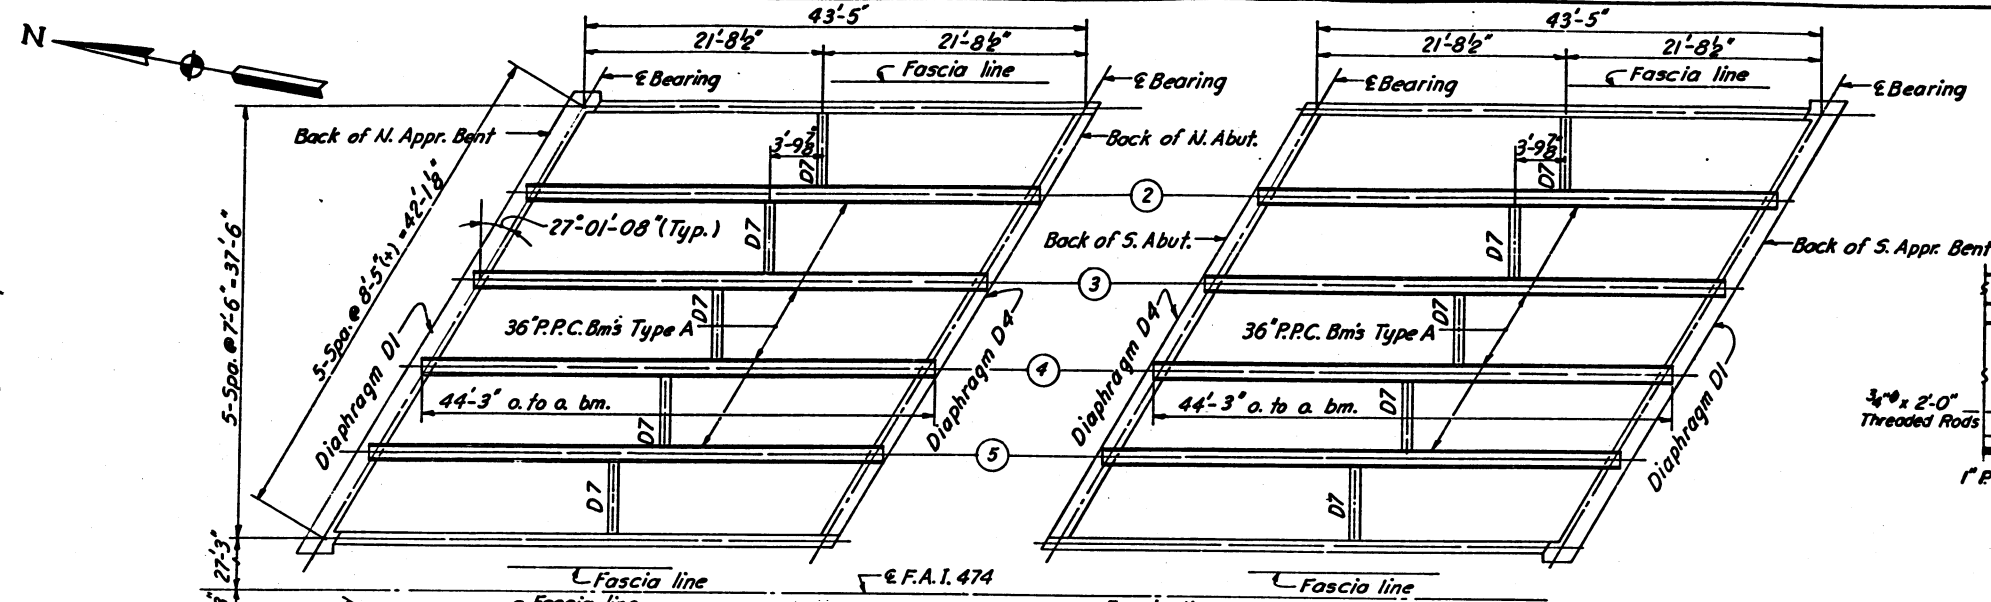 43'-5"
43'-5"
N
21'-8½"
21'-8½"
21'-8½"
21'-8½"
℄ Bearing
Fascia line
℄ Bearing
℄ Bearing
Fascia line
℄ Bearing
Back of N. Appr. Bent
3'-9⅞"
D7
Back of N. Abut.
3'-9⅞"
D7
2
5-Spa. @ 8'-5"(+) = 42'-1⅛"
27°-01'-08" (Typ.)
D7
Back of S. Abut.
D7
Back of S. Appr. Bent
5-Spa. @ 7'-6" = 37'-6"
3
Diaphragm D1
36" P.P.C. Bm's Type A
D7
Diaphragm D4
Diaphragm D4
36" P.P.C. Bm's Type A
D7
Diaphragm D1
4
44'-3" o. to o. bm.
D7
44'-3" o. to o. bm.
D7
¾"ϕ x 2'-0"
Threaded Rods
5
D7
D7
1" P.
27'-3"
Fascia line
℄ F.A.I. 474
Fascia line
Fascia line